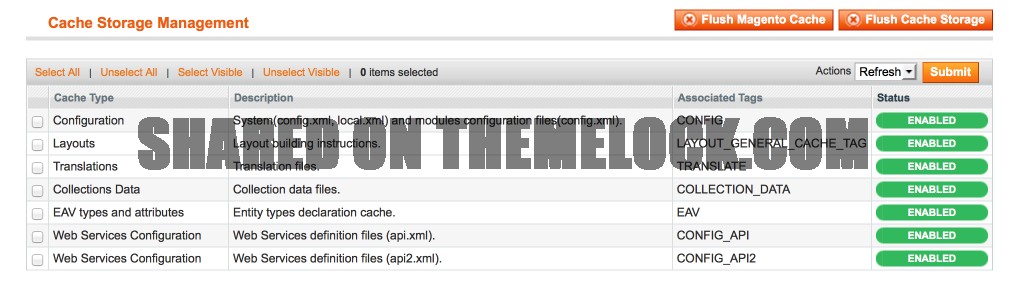 Cache Storage Management
Flush Magento Cache Flush Cache Storage
Select All | Unselect All | Select Visible | Unselect Visible | 0 items selected Actions Refresh Submit
Cache Type Description Associated Tags Status
Configuration System(config.xml, local.xml) and modules configuration files(config.xml). CONFIG ENABLED
Layouts Layout building instructions. LAYOUT_GENERAL_CACHE_TAG ENABLED
SHARED ON THEMELOCK.COM
Translations Translation files. TRANSLATE ENABLED
Collections Data Collection data files. COLLECTION_DATA ENABLED
EAV types and attributes Entity types declaration cache. EAV ENABLED
Web Services Configuration Web Services definition files (api.xml). CONFIG_API ENABLED
Web Services Configuration Web Services definition files (api2.xml). CONFIG_API2 ENABLED